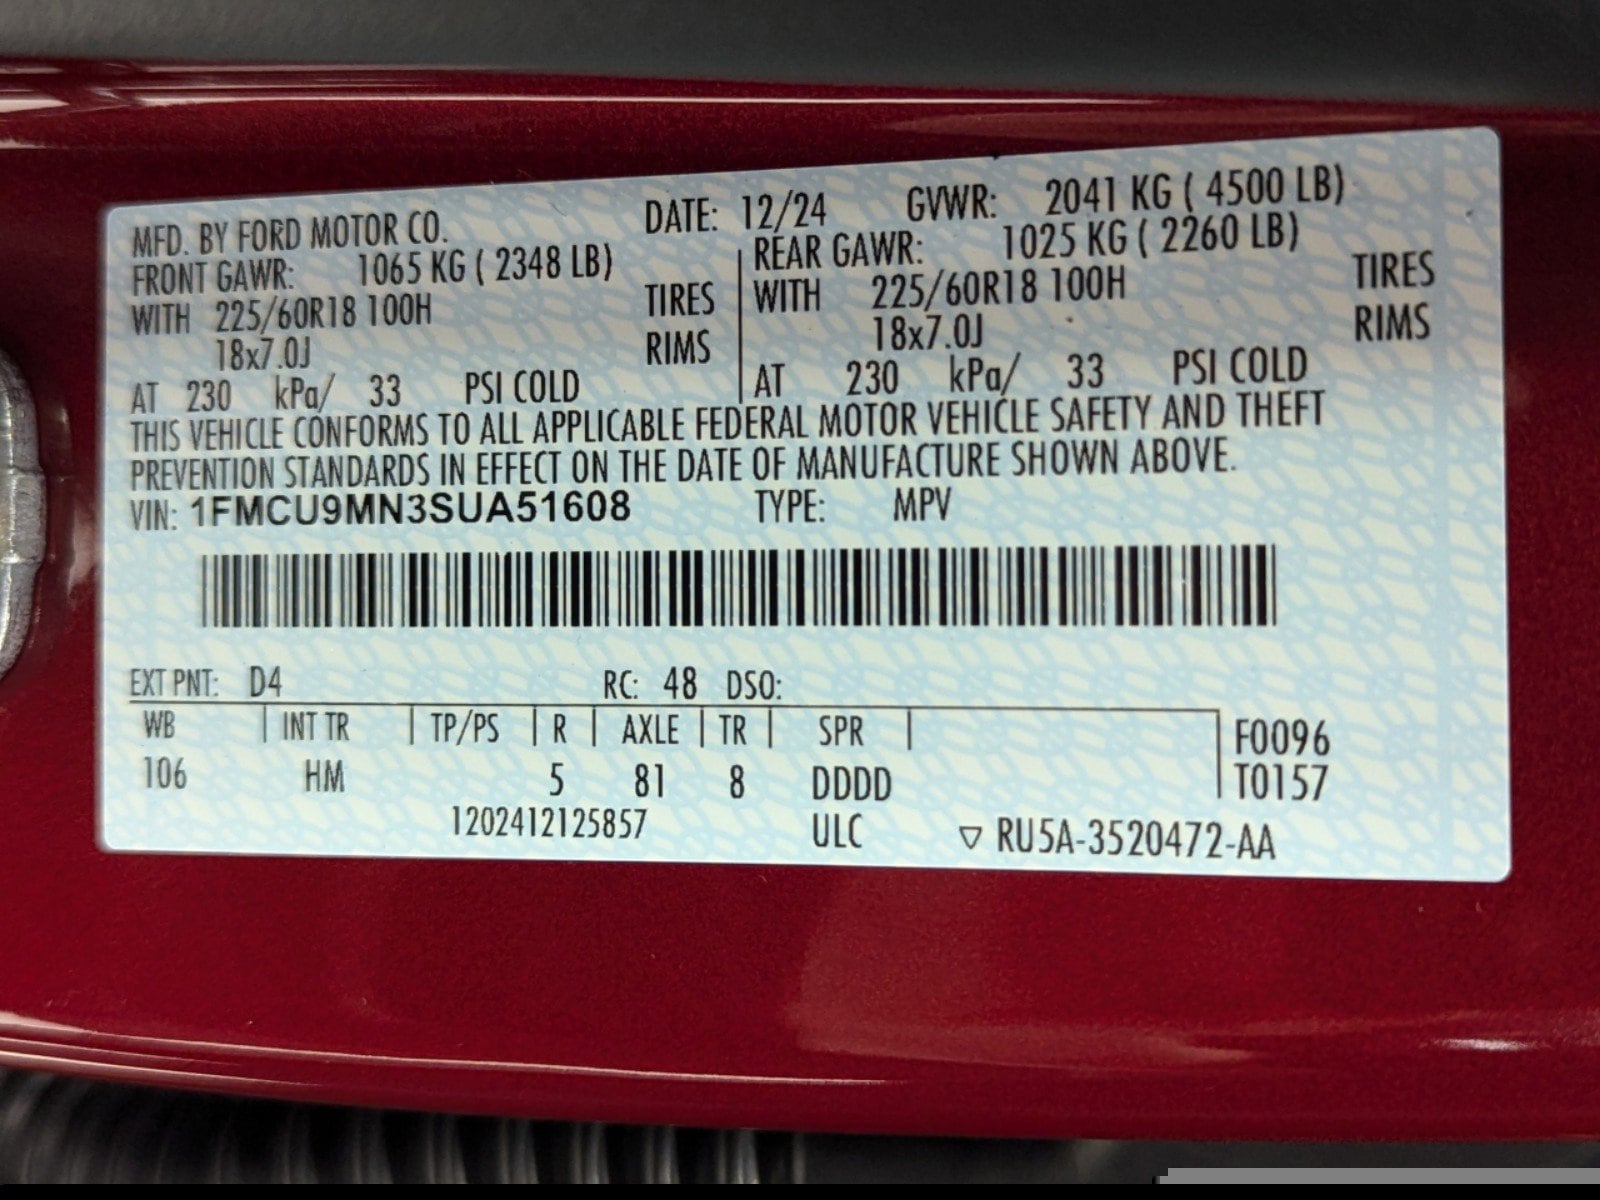 MFD. BY FORD MOTOR CO. DATE: 12/24 GVWR: 2041 KG ( 4500 LB)
FRONT GAWR: 1065 KG ( 2348 LB) REAR GAWR: 1025 KG ( 2260 LB)
WITH 225/60R18 100H TIRES WITH 225/60R18 100H TIRES
18x7.0J RIMS 18x7.0J RIMS
AT 230 kPa/ 33 PSI COLD AT 230 kPa/ 33 PSI COLD
THIS VEHICLE CONFORMS TO ALL APPLICABLE FEDERAL MOTOR VEHICLE SAFETY AND THEFT
PREVENTION STANDARDS IN EFFECT ON THE DATE OF MANUFACTURE SHOWN ABOVE.
VIN: 1FMCU9MN3SUA51608 TYPE: MPV
EXT PNT: D4 RC: 48 DSO:
WB INT TR TP/PS R AXLE TR SPR F0096
106 HM 5 81 8 DDDD T0157
1202412125857 ULC ▽ RU5A-3520472-AA